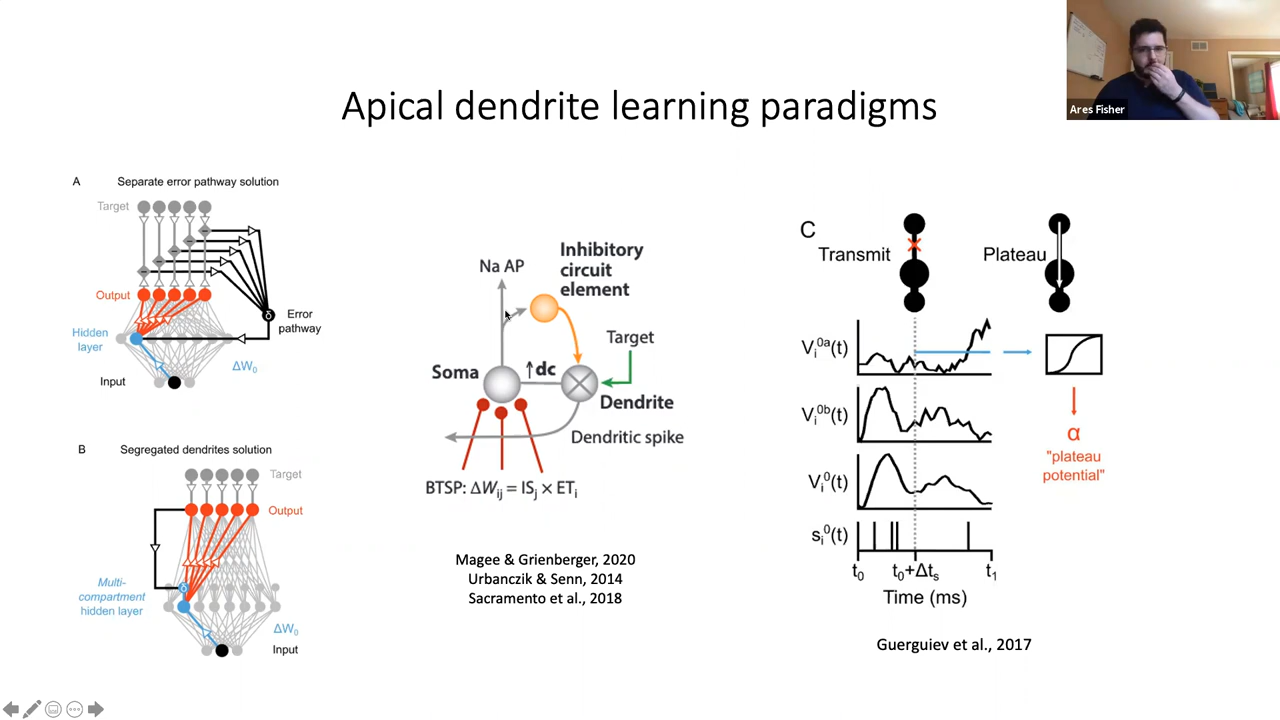 Ares Fisher
Apical dendrite learning paradigms
A Separate error pathway solution
Target
Output
Hidden
layer
Error
pathway
δ
ΔW₀
Input
B Segregated dendrites solution
Target
Output
δ
Multi-
compartment
hidden layer
ΔW₀
Input
Na AP
Inhibitory
circuit
element
Target
Soma
↑dc
Dendrite
Dendritic spike
BTSP: ΔWij = ISj × ETi
Magee & Grienberger, 2020
Urbanczik & Senn, 2014
Sacramento et al., 2018
C
Transmit
Plateau
Vi⁰ᵃ(t)
Vi⁰ᵇ(t)
Vi⁰(t)
si⁰(t)
α
"plateau
potential"
t₀ t₀+Δts t₁
Time (ms)
Guerguiev et al., 2017